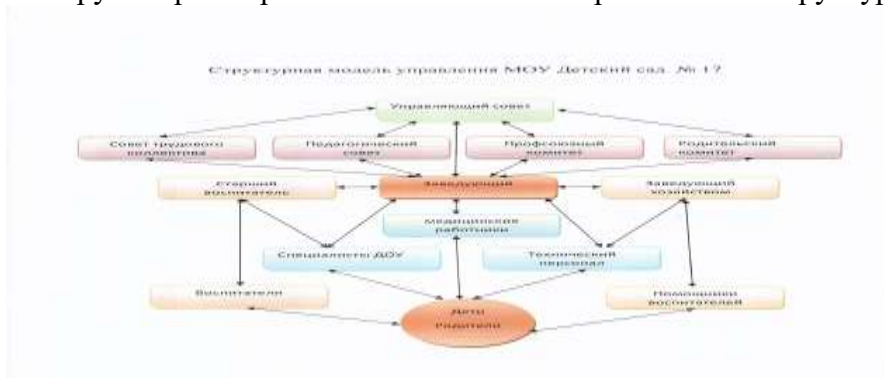 Структурная модель управления МОУ Детский сад № 17
Управляющий совет
Совет трудового
коллектива
Педагогический
совет
Профсоюзный
комитет
Родительский
комитет
Старший
воспитатель
Заведующий
Заведующий
хозяйством
Медицинские
работники
Специалисты ДОУ
Технический
персонал
Воспитатели
Помощники
воспитателей
Дети
Родители